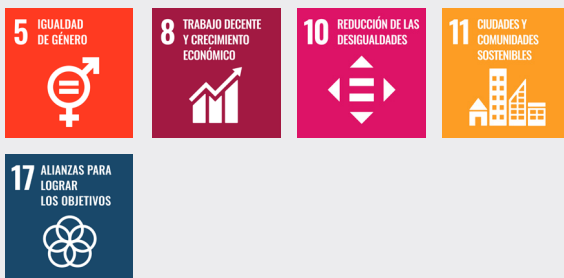 5 IGUALDAD
DE GÉNERO
8 TRABAJO DECENTE
Y CRECIMIENTO
ECONÓMICO
10 REDUCCIÓN DE LAS
DESIGUALDADES
11 CIUDADES Y
COMUNIDADES
SOSTENIBLES
17 ALIANZAS PARA
LOGRAR
LOS OBJETIVOS